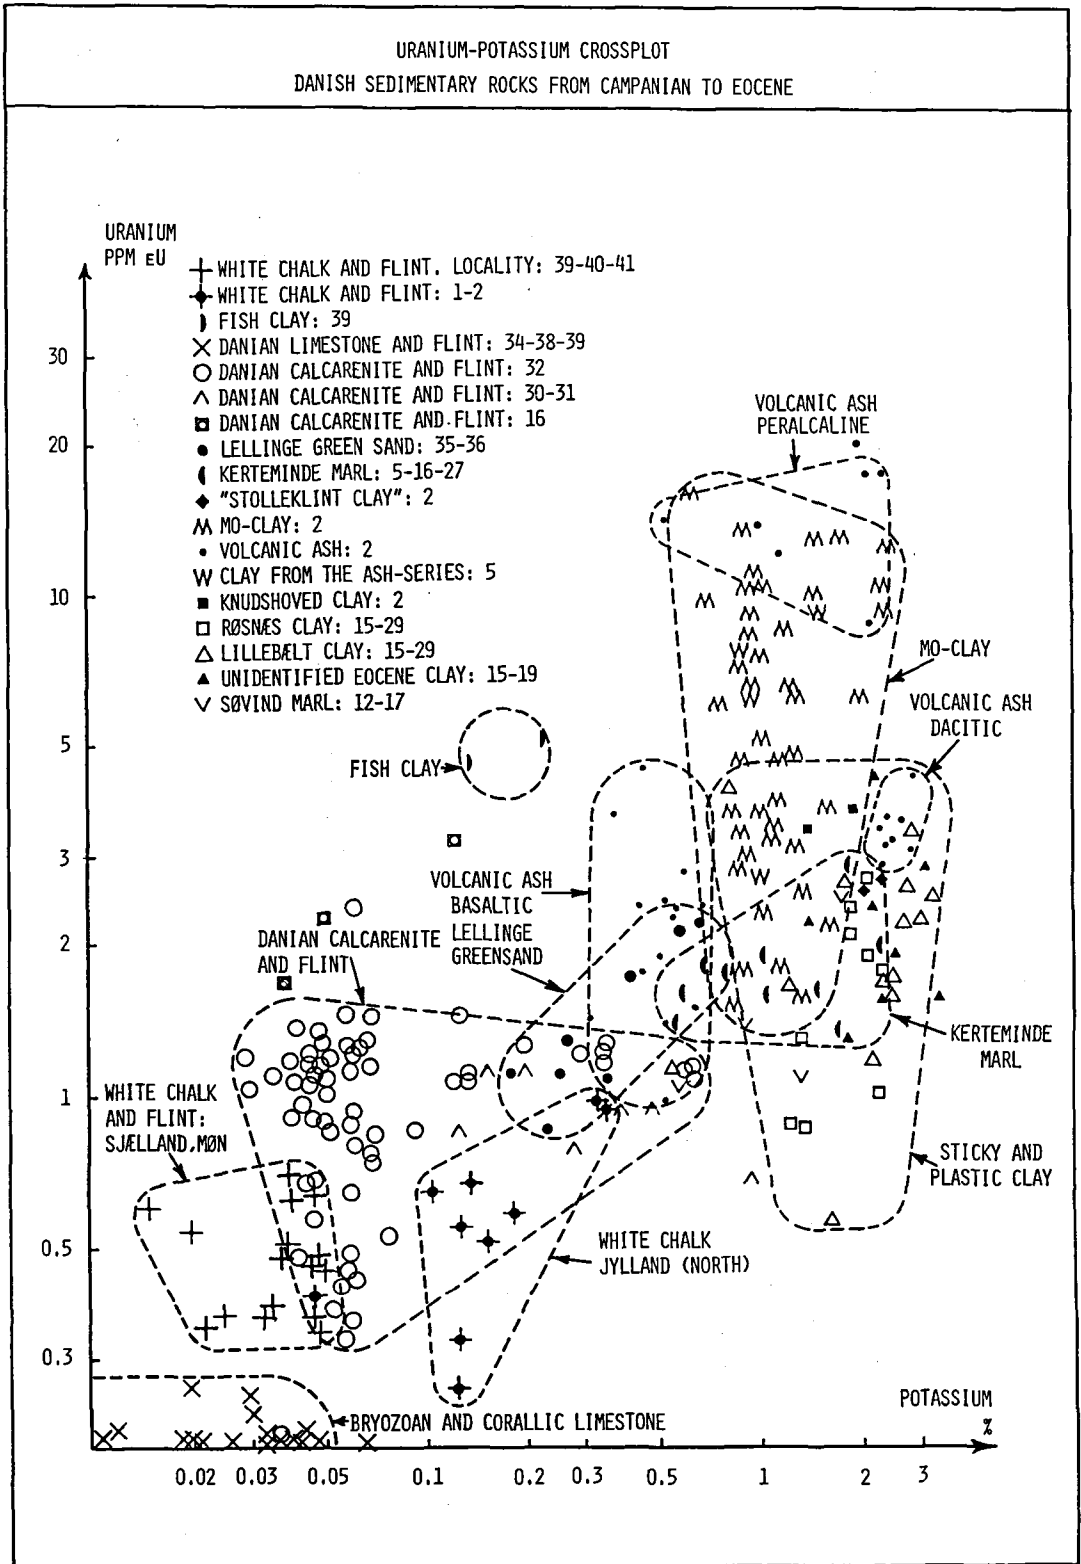 URANIUM-POTASSIUM CROSSPLOT
DANISH SEDIMENTARY ROCKS FROM CAMPANIAN TO EOCENE
URANIUM
PPM EU
WHITE CHALK AND FLINT. LOCALITY: 39-40-41
WHITE CHALK AND FLINT: 1-2
FISH CLAY: 39
DANIAN LIMESTONE AND FLINT: 34-38-39
DANIAN CALCARENITE AND FLINT: 32
DANIAN CALCARENITE AND FLINT: 30-31
DANIAN CALCARENITE AND FLINT: 16
LELLINGE GREEN SAND: 35-36
KERTEMINDE MARL: 5-16-27
"STOLLEKLINT CLAY": 2
MO-CLAY: 2
VOLCANIC ASH: 2
CLAY FROM THE ASH-SERIES: 5
KNUDSHOVED CLAY: 2
RØSNÆS CLAY: 15-29
LILLEBÆLT CLAY: 15-29
UNIDENTIFIED EOCENE CLAY: 15-19
SØVIND MARL: 12-17
30
20
10
5
3
2
1
0.5
0.3
VOLCANIC ASH
PERALCALINE
MO-CLAY
VOLCANIC ASH
DACITIC
FISH CLAY
VOLCANIC ASH
BASALTIC
LELLINGE
GREENSAND
DANIAN CALCARENITE
AND FLINT
KERTEMINDE
MARL
WHITE CHALK
AND FLINT:
SJÆLLAND,MØN
STICKY AND
PLASTIC CLAY
WHITE CHALK
JYLLAND (NORTH)
BRYOZOAN AND CORALLIC LIMESTONE
POTASSIUM
%
0.02 0.03 0.05 0.1 0.2 0.3 0.5 1 2 3